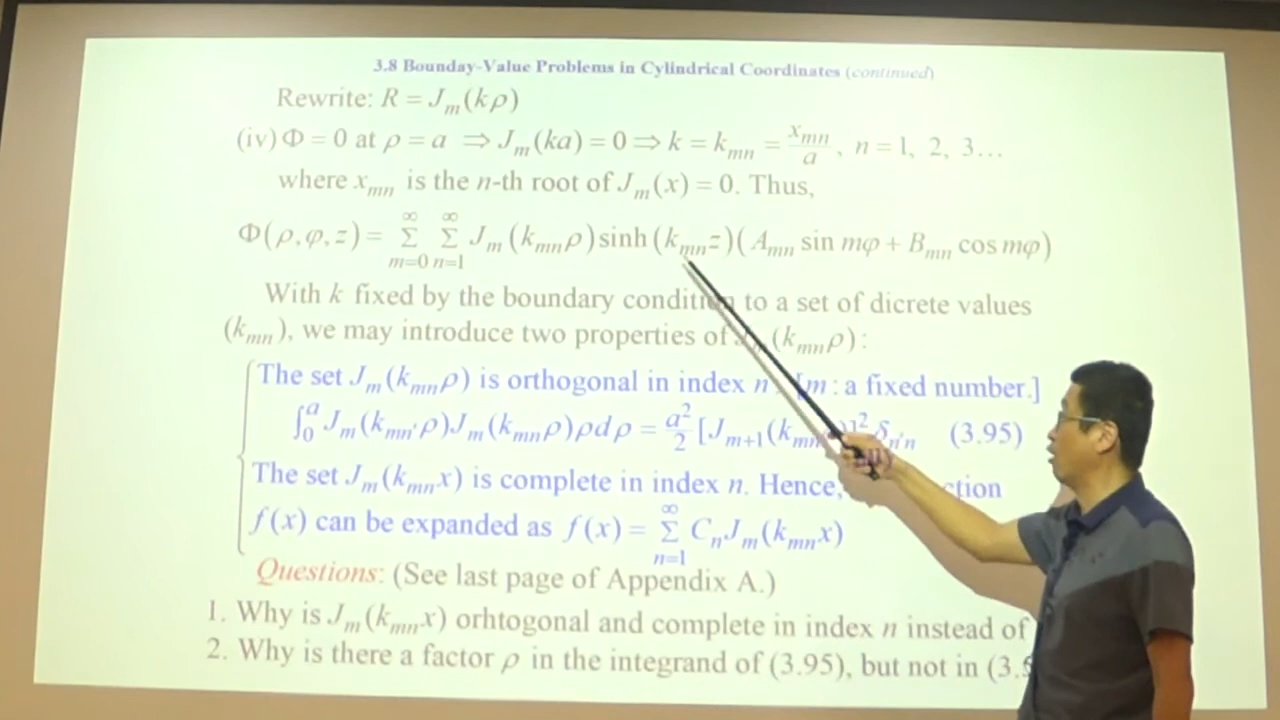 3.8 Bounday-Value Problems in Cylindrical Coordinates (continued)
Rewrite: R = J_m(kρ)
(iv) Φ = 0 at ρ = a ⇒ J_m(ka) = 0 ⇒ k = k_mn = x_mn / a , n = 1, 2, 3...
where x_mn is the n-th root of J_m(x) = 0. Thus,
Φ(ρ,φ,z) = Σ_{m=0}^{∞} Σ_{n=1}^{∞} J_m(k_mn ρ) sinh(k_mn z)(A_mn sin mφ + B_mn cos mφ)
With k fixed by the boundary condition to a set of dicrete values
(k_mn), we may introduce two properties of (k_mn ρ):
The set J_m(k_mn ρ) is orthogonal in index n [m : a fixed number.]
∫_0^a J_m(k_mn' ρ)J_m(k_mn ρ)ρdρ = a²/2 [J_{m+1}(k_mn )]² δ_n'n (3.95)
The set J_m(k_mn x) is complete in index n. Hence,
f(x) can be expanded as f(x) = Σ_{n=1}^{∞} C_n J_m(k_mn x)
Questions: (See last page of Appendix A.)
1. Why is J_m(k_mn x) orhtogonal and complete in index n instead of
2. Why is there a factor ρ in the integrand of (3.95), but not in